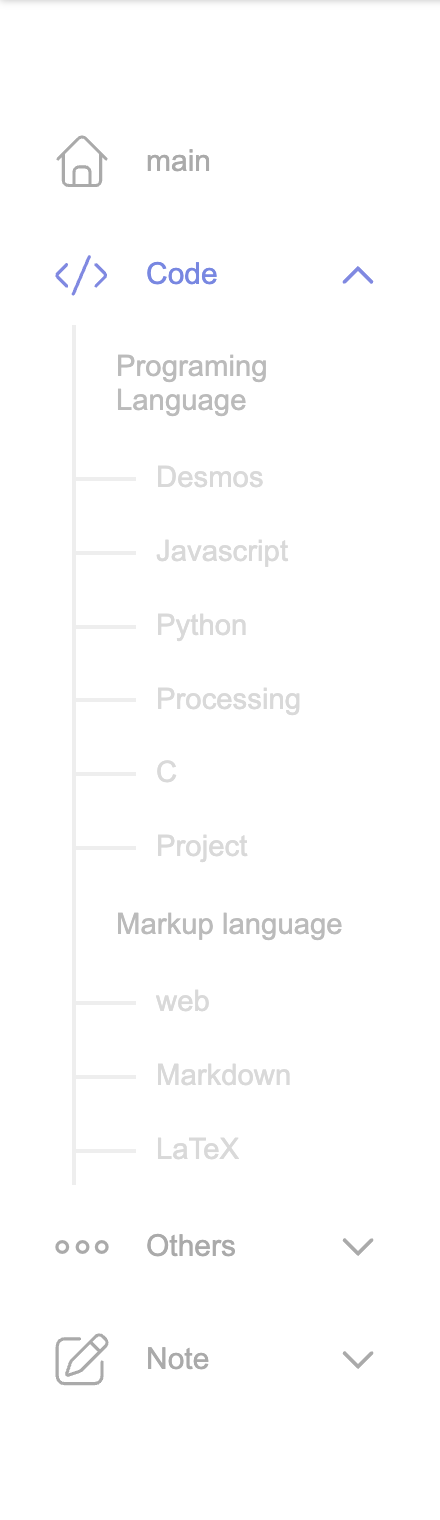 main
Code
Programing
Language
Desmos
Javascript
Python
Processing
C
Project
Markup language
web
Markdown
LaTeX
Others
Note